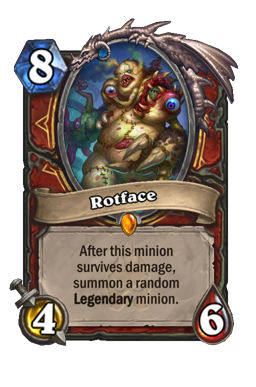 8
Rotface
After this minion
survives damage,
summon a random
Legendary minion.
4
6